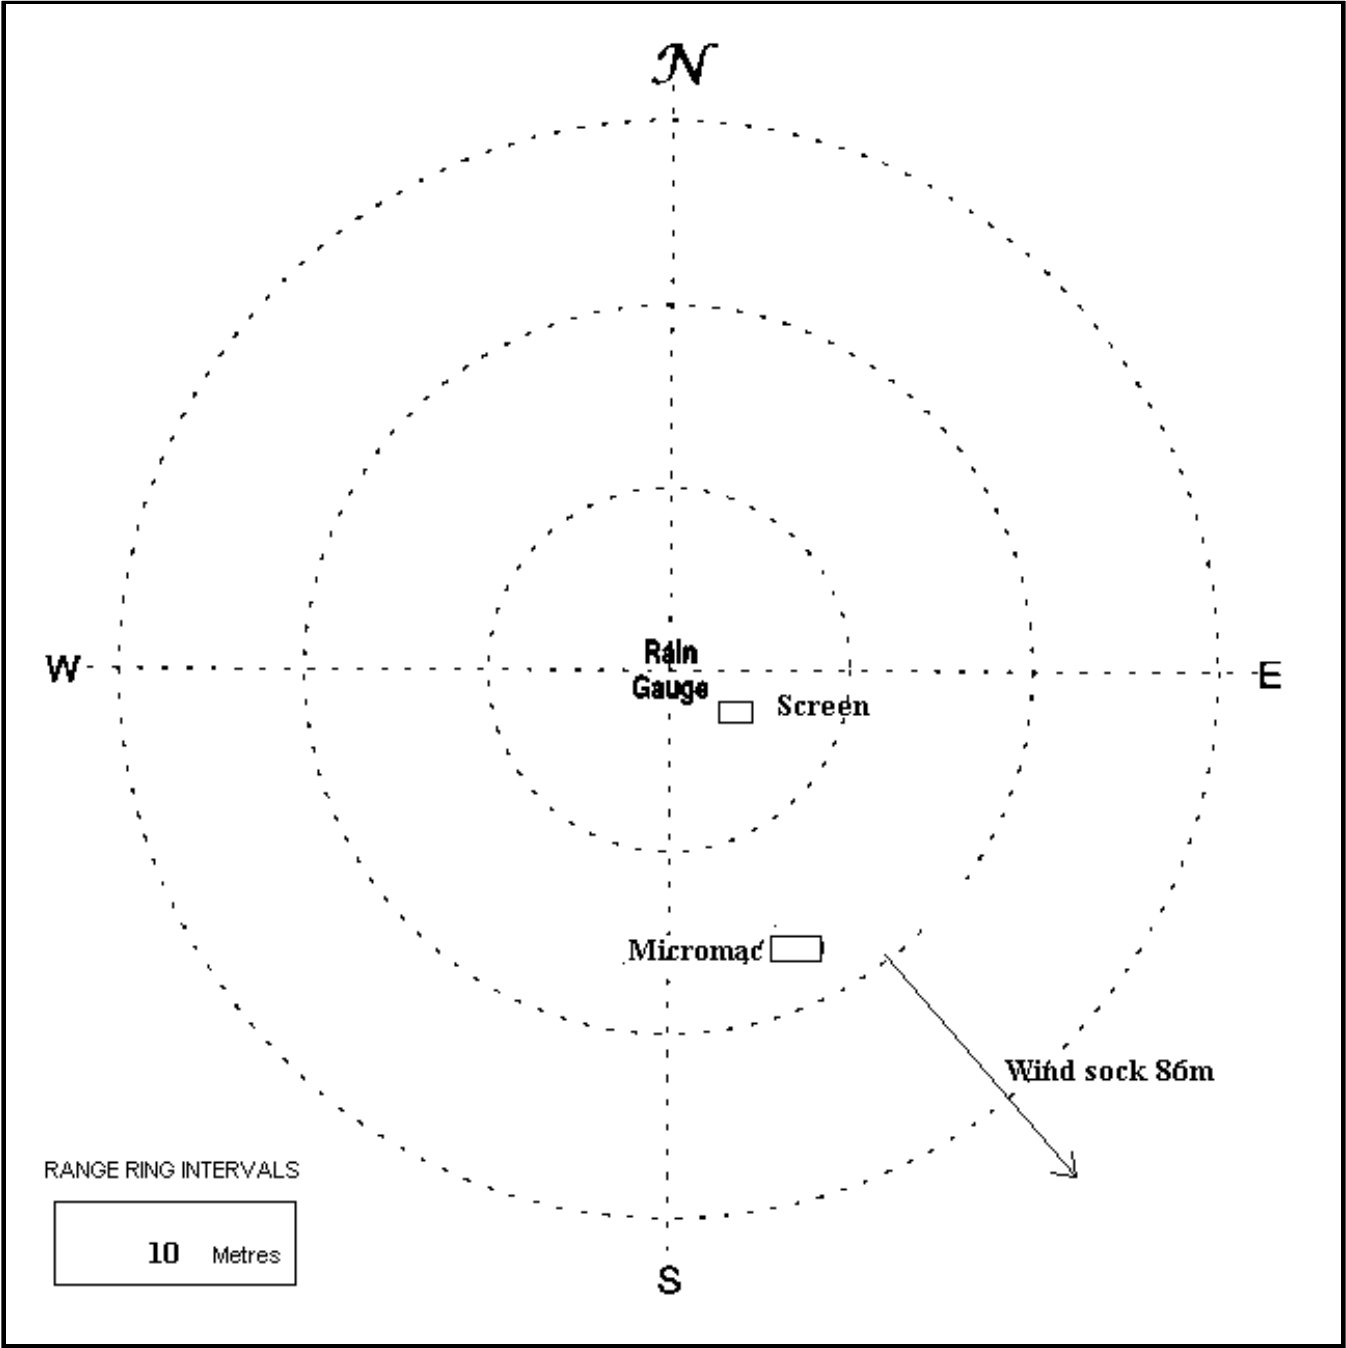 N
Rain
Gauge
W
E
Screen
Micromac
Wind sock 86m
RANGE RING INTERVALS
10 Metres
S